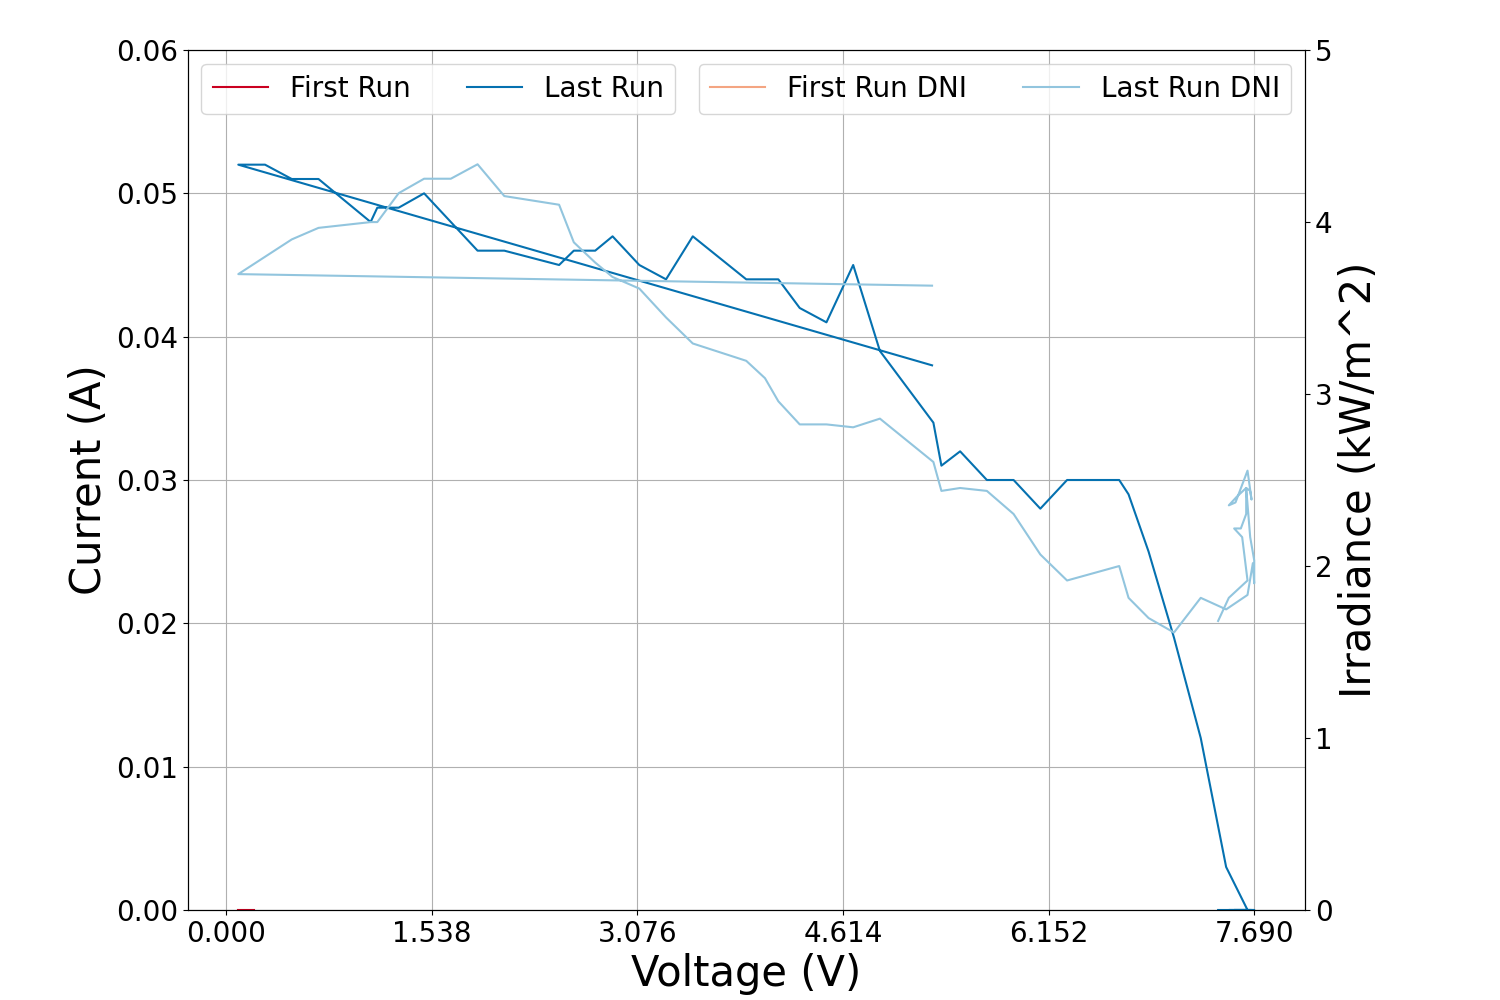 First Run
Last Run
First Run DNI
Last Run DNI
0.06
0.05
0.04
0.03
0.02
0.01
0.00
Current (A)
5
4
3
2
1
0
Irradiance (kW/m^2)
0.000 1.538 3.076 4.614 6.152 7.690
Voltage (V)